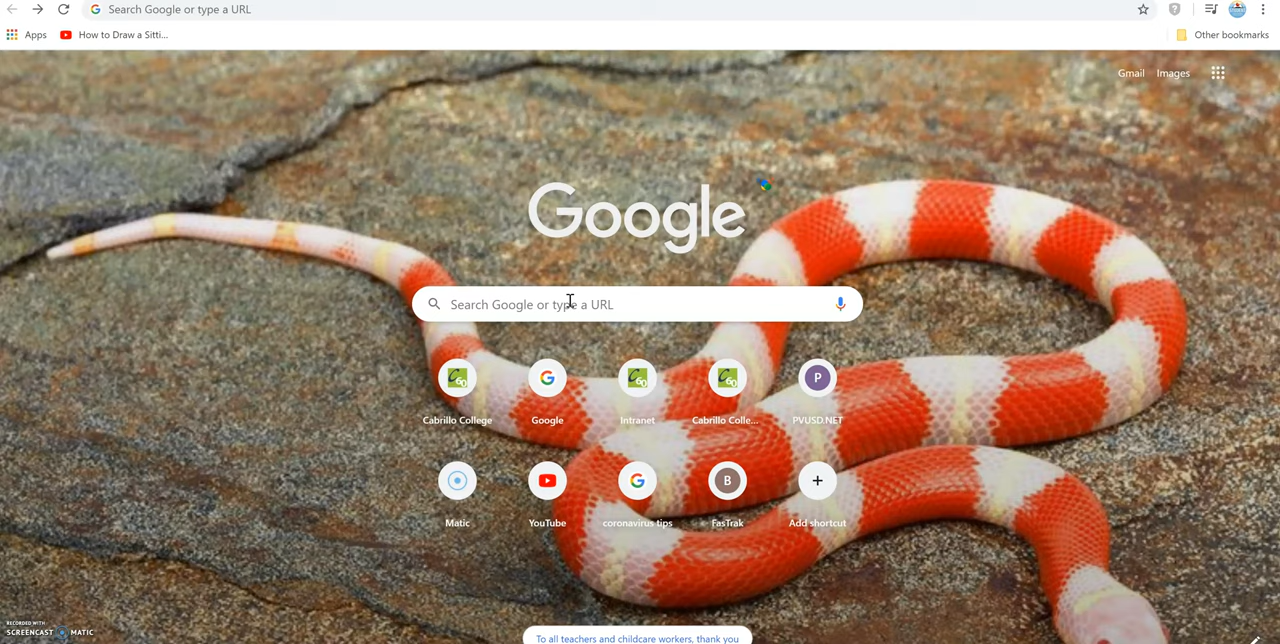 Search Google or type a URL
Apps
How to Draw a Sitti...
Other bookmarks
Gmail
Images
Google
Search Google or type a URL
Cabrillo College
Google
Intranet
Cabrillo Colle...
P
PVUSD.NET
Matic
YouTube
coronavirus tips
B
FasTrak
Add shortcut
RECORDED WITH
SCREENCAST MATIC
To all teachers and childcare workers, thank you